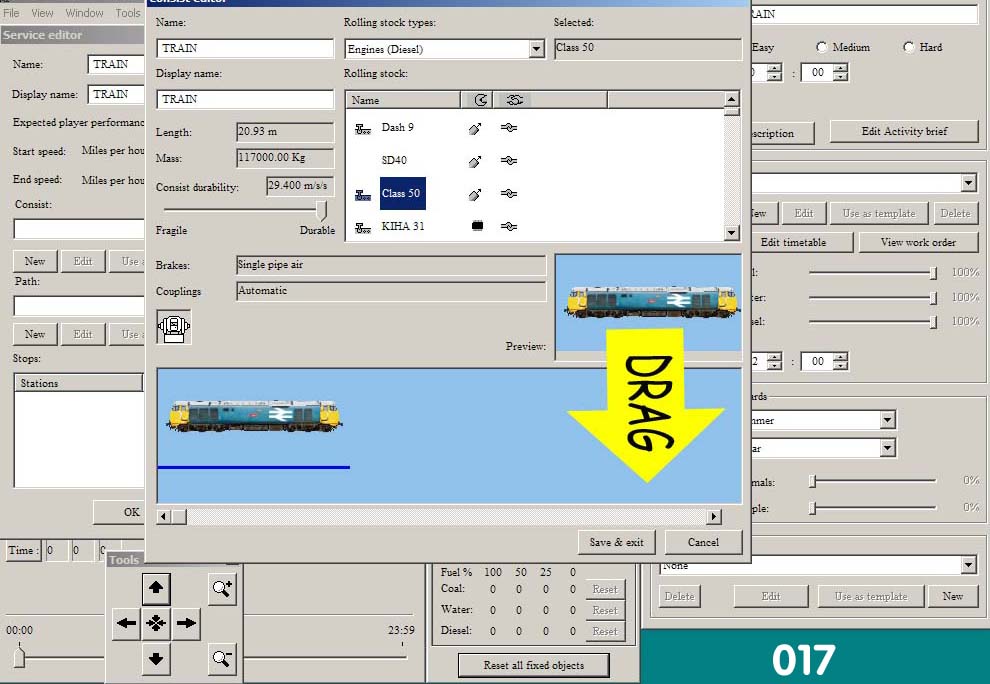 File View Window Tools
Service editor
Name: TRAIN
Display name: TRAIN
Expected player performanc
Start speed: Miles per hou
End speed: Miles per hou
Consist:
New Edit Use a
Path:
New Edit Use a
Stops:
Stations
OK
Consist editor
Name:
TRAIN
Display name:
TRAIN
Length: 20.93 m
Mass: 117000.00 Kg
Consist durability: 29.400 m/s/s
Fragile Durable
Rolling stock types:
Engines (Diesel)
Selected:
Class 50
Rolling stock:
Name
Dash 9
SD40
Class 50
KIHA 31
Brakes: Single pipe air
Couplings Automatic
Preview:
DRAG
Save & exit Cancel
RAIN
Easy Medium Hard
: 00
scription Edit Activity brief
ew Edit Use as template Delete
Edit timetable View work order
l: 100%
er: 100%
sel: 100%
2 : 00
ards
mer
ar
nals: 0%
ple: 0%
None
Delete Edit Use as template New
Time : 0 0 0
Tools
00:00 23:59
Fuel % 100 50 25 0
Coal: 0 0 0 0 Reset
Water: 0 0 0 0 Reset
Diesel: 0 0 0 0 Reset
Reset all fixed objects
017